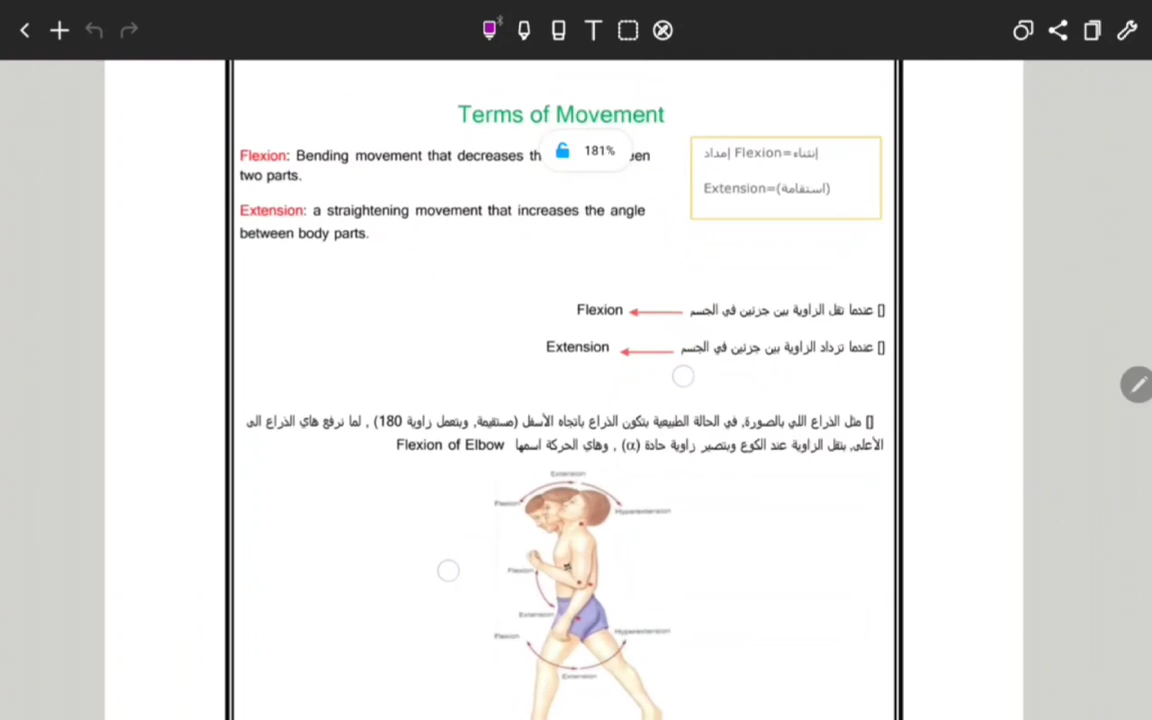 Terms of Movement
181%
Flexion: Bending movement that decreases th een
two parts.
Extension: a straightening movement that increases the angle
between body parts.
إنثناء=Flexion إمداد
Extension=(استقامة)
[] عندما تقل الزاوية بين جزئين في الجسم Flexion
[] عندما تزداد الزاوية بين جزئين في الجسم Extension
[] مثل الذراع اللي بالصورة, في الحالة الطبيعية بتكون الذراع باتجاه الأسفل (مستقيمة, وبتعمل زاوية 180) , لما نرفع هاي الذراع الى
الأعلى, بتقل الزاوية عند الكوع وبتصير زاوية حادة (α) , وهاي الحركة اسمها Flexion of Elbow
Extension
Flexion
Hyperextension
Flexion
Extension
Flexion
Hyperextension
Extension